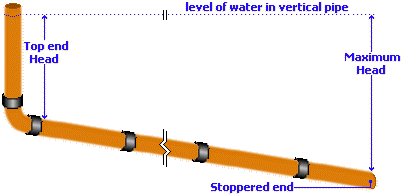 level of water in vertical pipe
Top end
Head
Maximum
Head
Stoppered end